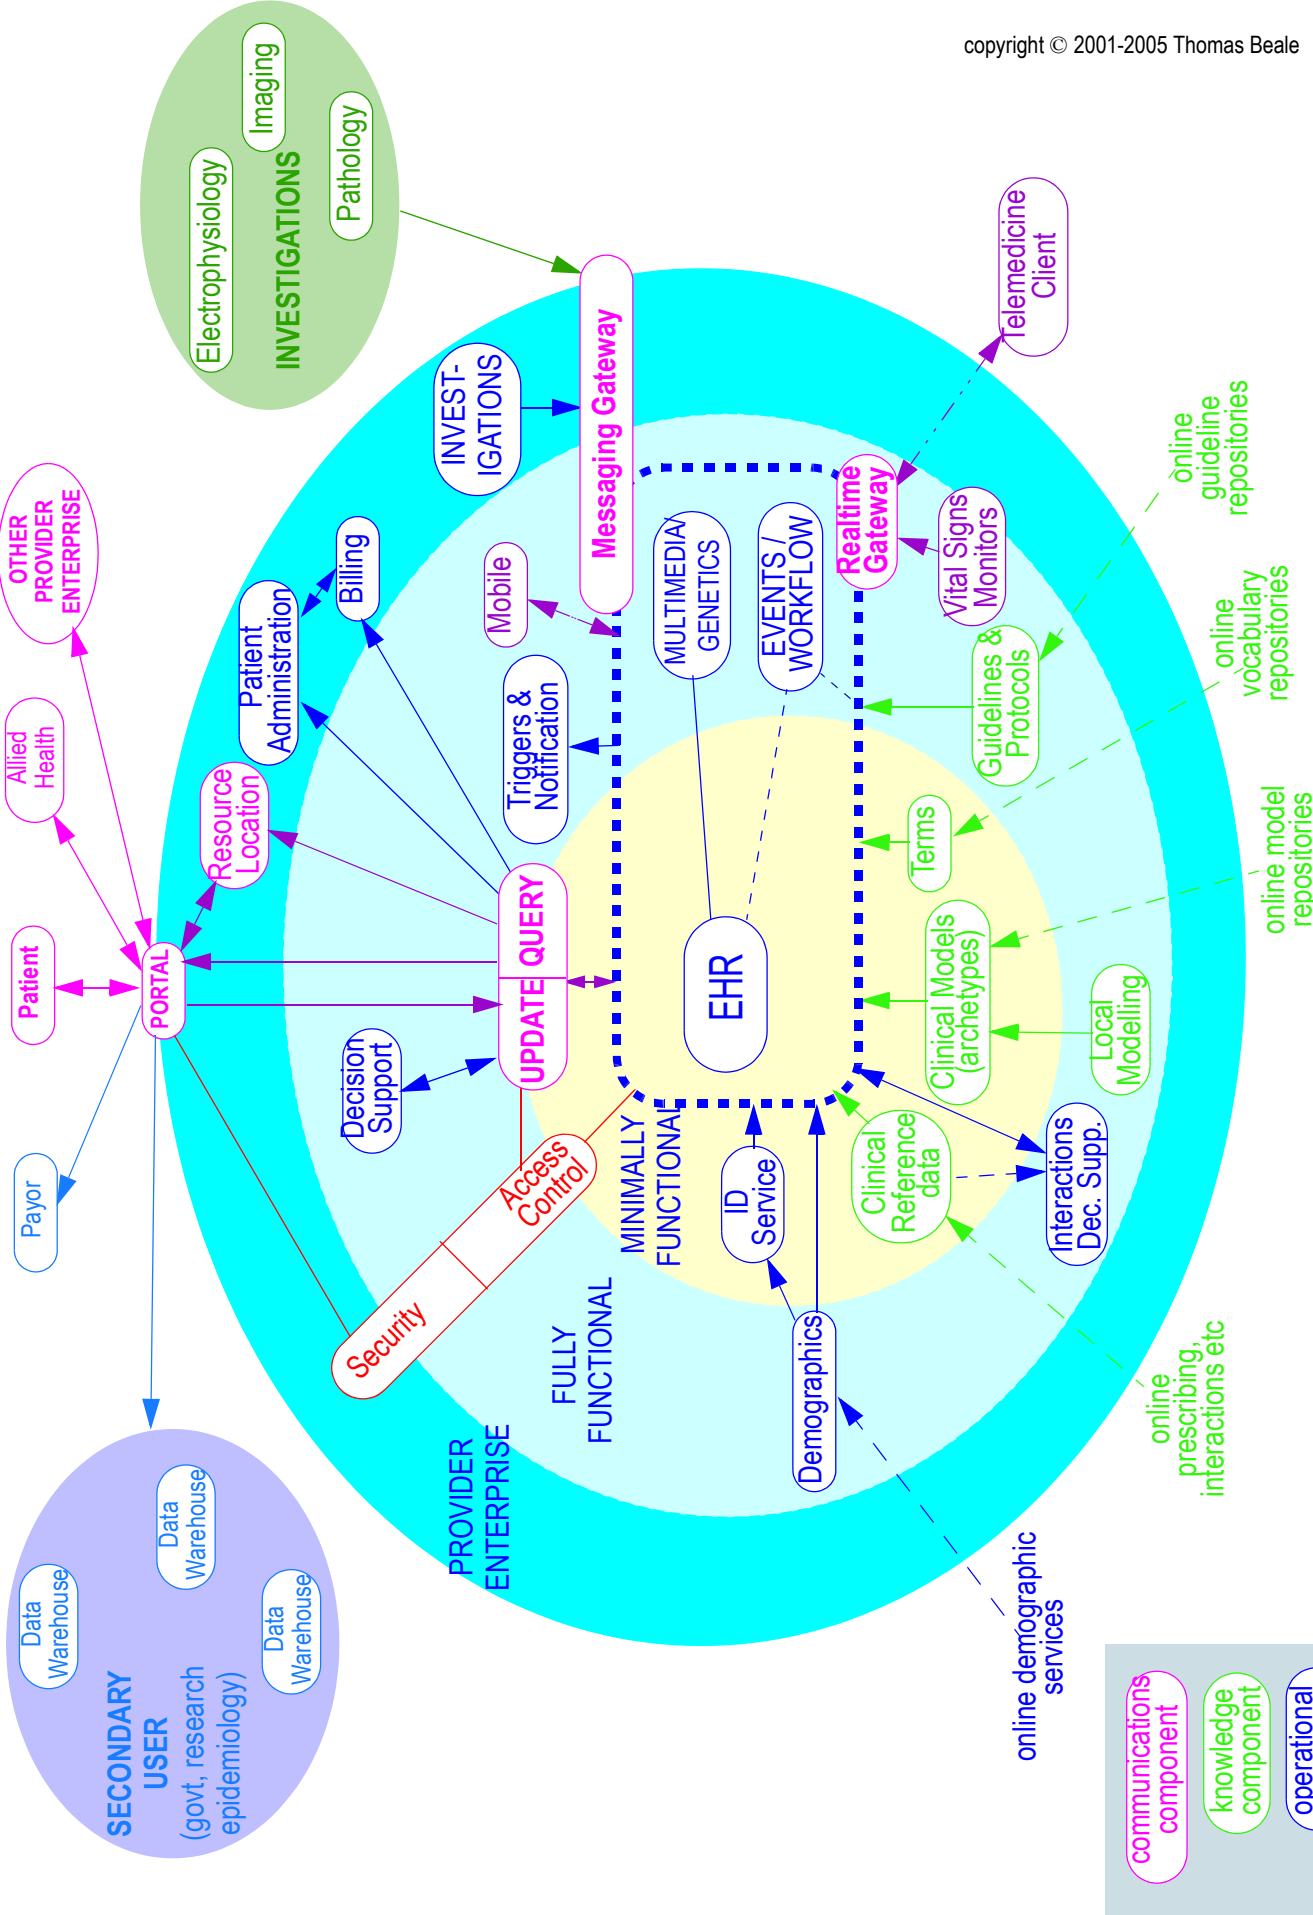 copyright © 2001-2005 Thomas Beale
Electrophysiology
Imaging
INVESTIGATIONS
Pathology
OTHER
PROVIDER
ENTERPRISE
Allied
Health
Patient
PORTAL
Payor
Resource
Location
Patient
Administration
Billing
INVEST-
IGATIONS
Messaging Gateway
Mobile
Triggers &
Notification
UPDATE QUERY
Decision
Support
Security
Access
Control
MULTIMEDIA/
GENETICS
EVENTS /
WORKFLOW
EHR
Realtime
Gateway
Telemedicine
Client
Vital Signs
Monitors
Guidelines &
Protocols
online
guideline
repositories
Terms
online
vocabulary
repositories
Clinical Models
(archetypes)
online model
repositories
Local
Modelling
Clinical
Reference
data
Interactions
Dec. Supp.
online
prescribing,
interactions etc
ID
Service
Demographics
online demographic
services
MINIMALLY
FUNCTIONAL
FULLY
FUNCTIONAL
PROVIDER
ENTERPRISE
Data
Warehouse
Data
Warehouse
Data
Warehouse
SECONDARY
USER
(govt, research
epidemiology)
communications
component
knowledge
component
operational